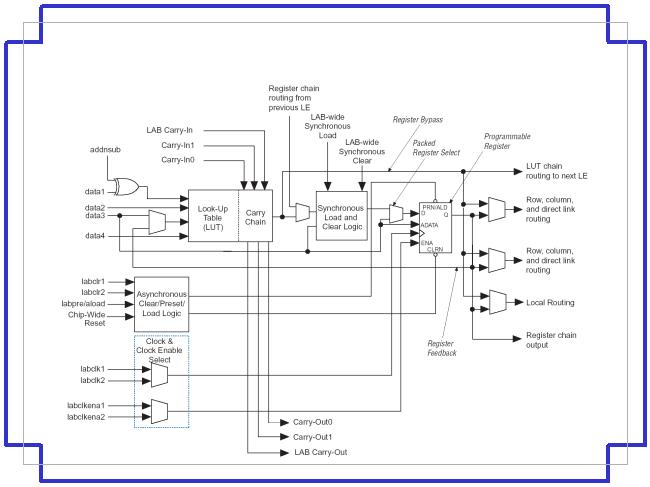 Register chain
routing from
previous LE
LAB-wide
Synchronous
Load
Register Bypass
LAB Carry-In
Carry-In1
Carry-In0
LAB-wide
Synchronous
Clear
Packed
Register Select
Programmable
Register
addnsub
LUT chain
routing to next LE
data1
data2
data3
data4
Look-Up
Table
(LUT)
Carry
Chain
Synchronous
Load and
Clear Logic
PRN/ALD
D
Q
ADATA
ENA
CLRN
Row, column,
and direct link
routing
Row, column,
and direct link
routing
labclr1
labclr2
labpre/aload
Chip-Wide
Reset
Asynchronous
Clear/Preset/
Load Logic
Local Routing
Clock &
Clock Enable
Select
Register
Feedback
Register chain
output
labclk1
labclk2
labclkena1
labclkena2
Carry-Out0
Carry-Out1
LAB Carry-Out